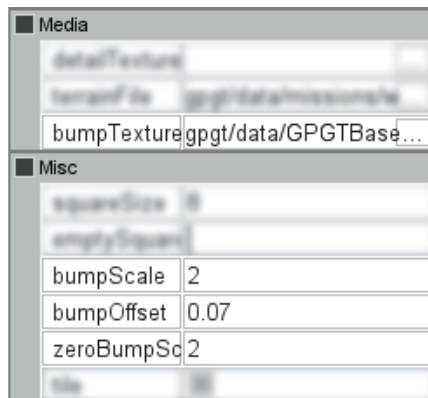 Media
detailTexture
terrainFile gpgt/data/missions/w
bumpTexture gpgt/data/GPGTBase...
Misc
squareSize 8
emptySquare
bumpScale 2
bumpOffset 0.07
zeroBumpSc 2
tile